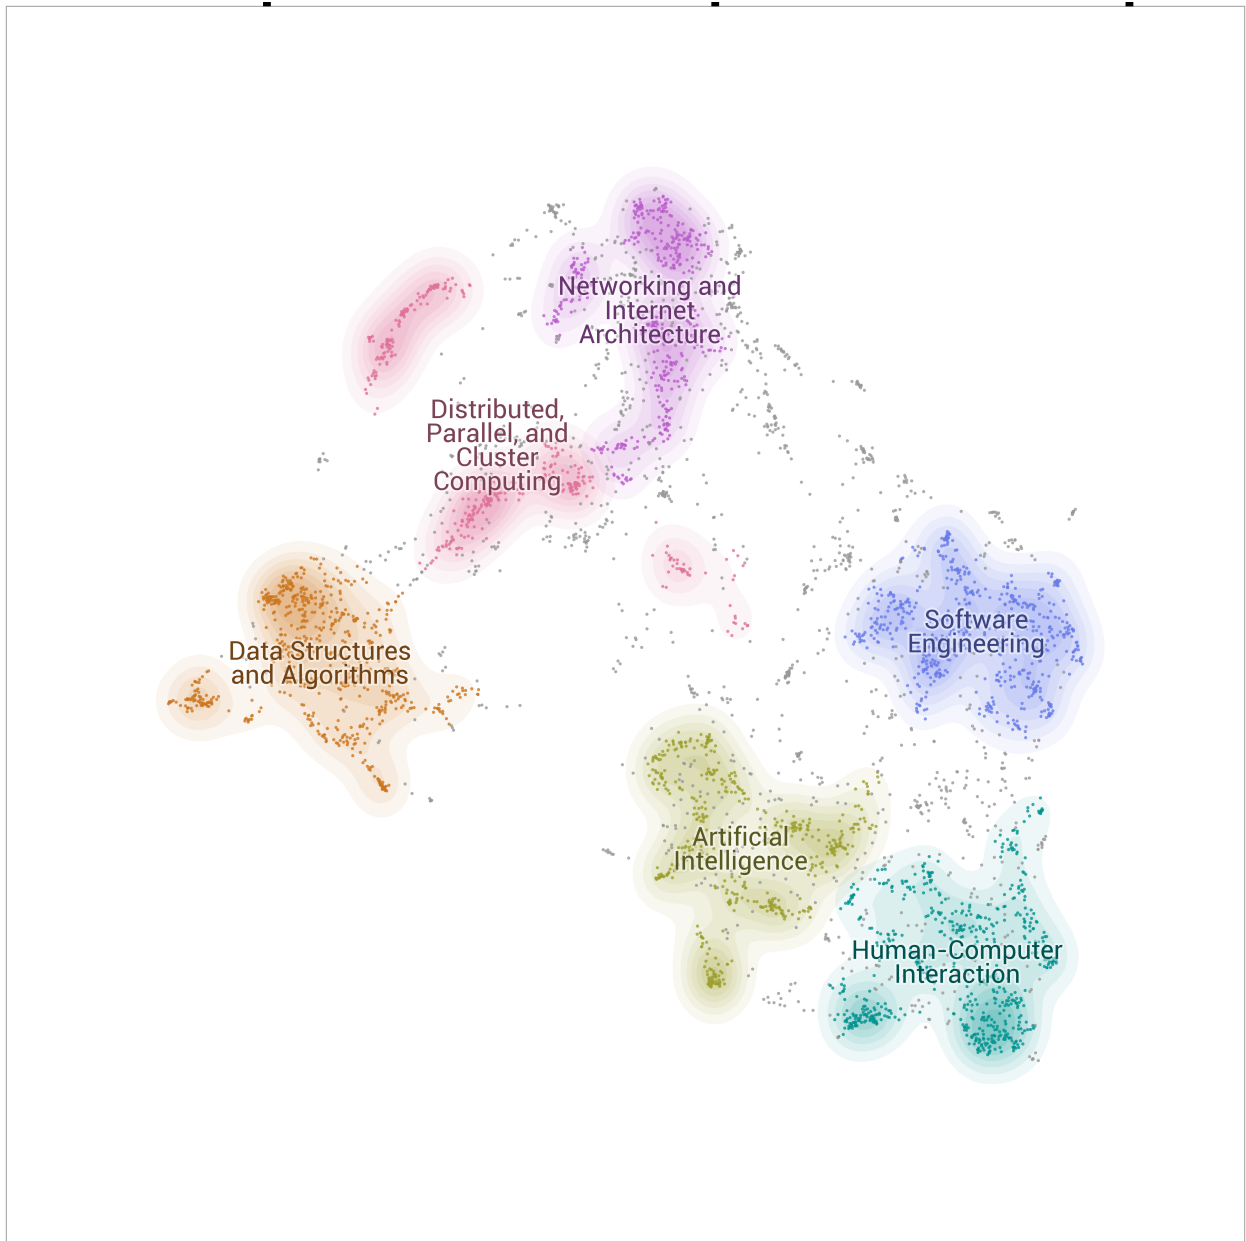 Networking and
Internet
Architecture
Distributed,
Parallel, and
Cluster
Computing
Software
Engineering
Data Structures
and Algorithms
Artificial
Intelligence
Human-Computer
Interaction